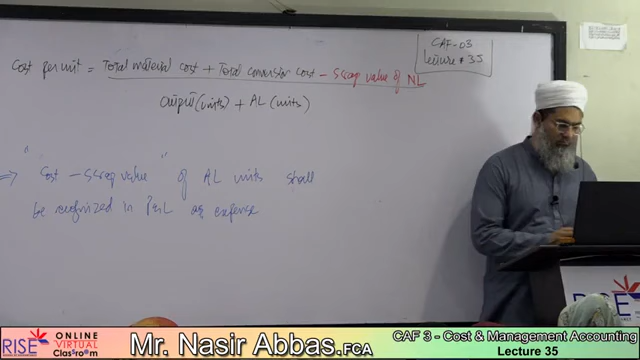 CAF-03
Lecture # 35
Cost per unit = Total material cost + Total conversion cost - Scrap value of NL
Output (units) + AL (units)
⇒ "Cost - Scrap value" of AL units shall
be recognized in P&L as expense
RISE
RISE
ONLINE
VIRTUAL
Classroom
Mr. Nasir Abbas.FCA
CAF 3 - Cost & Management Accounting
Lecture 35